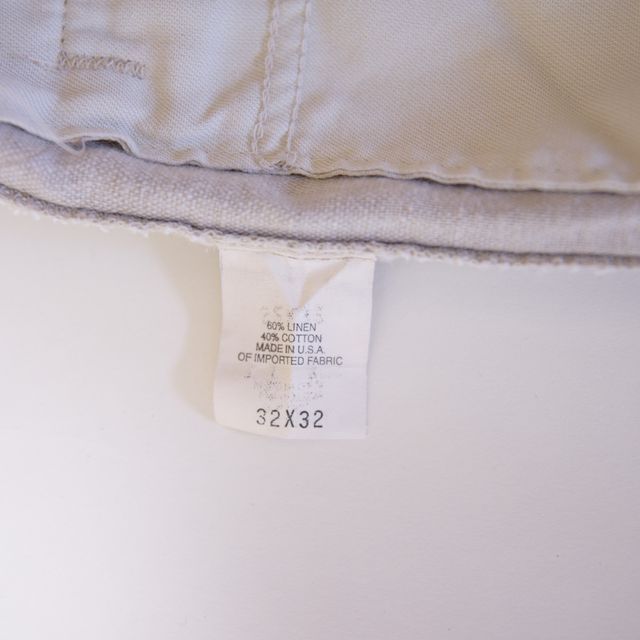 60% LINEN
40% COTTON
MADE IN U.S.A.
OF IMPORTED FABRIC
32X32